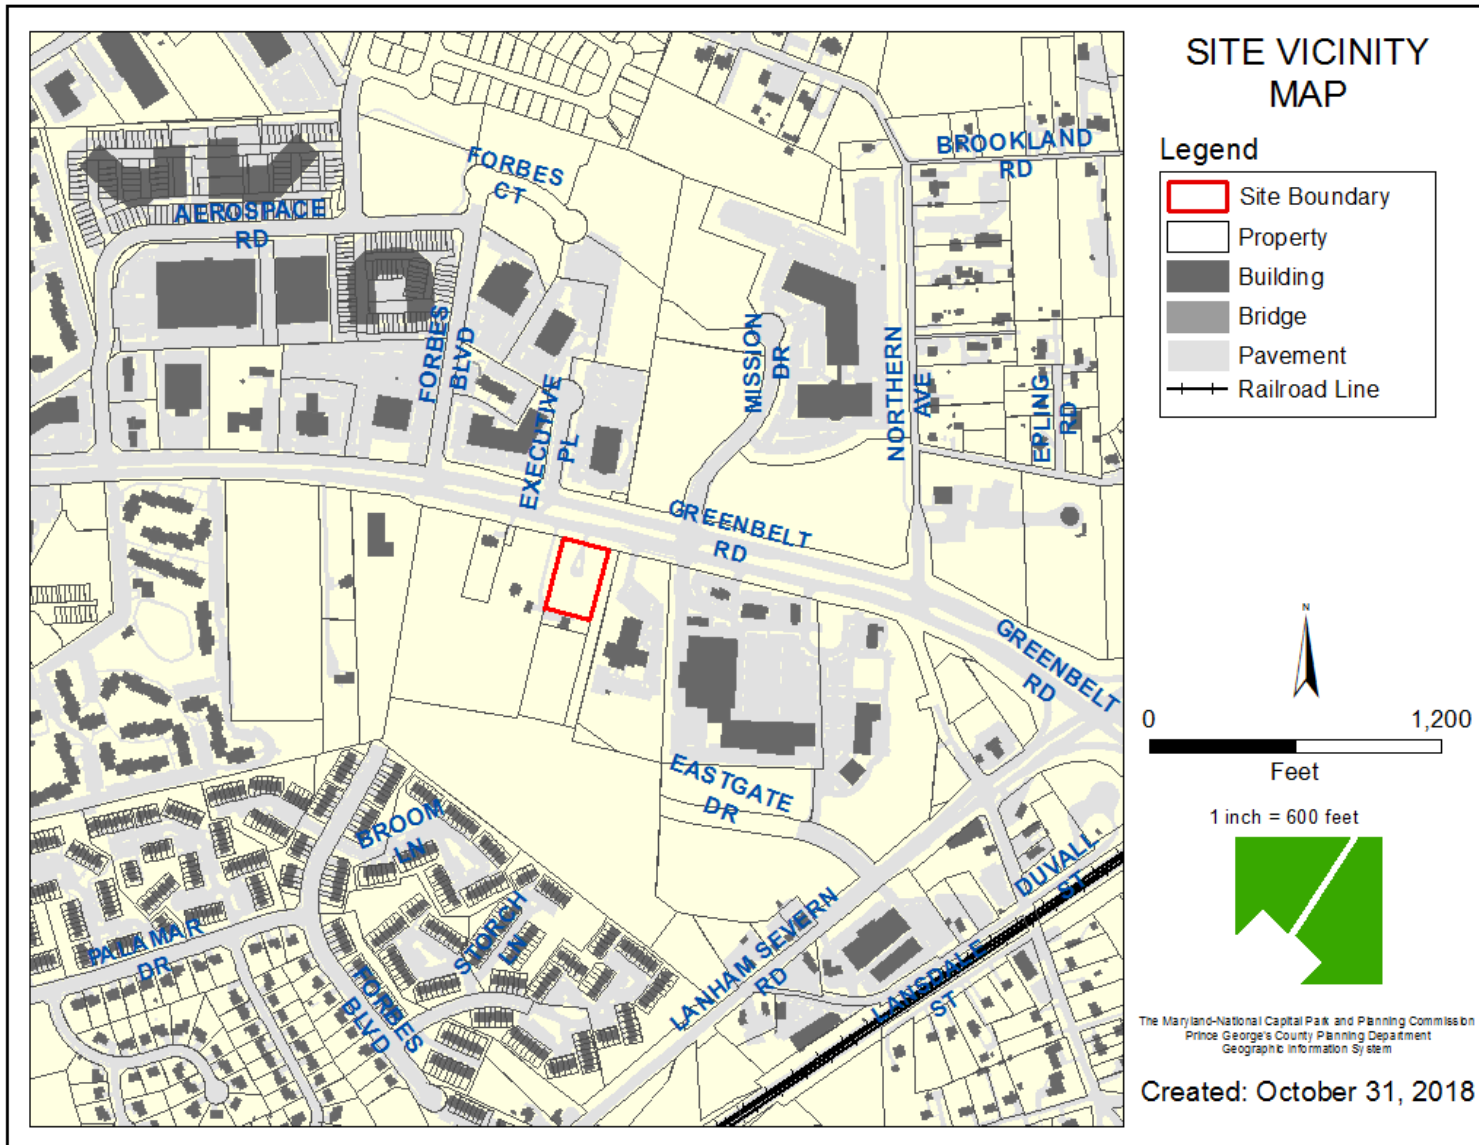 SITE VICINITY
MAP
Legend
Site Boundary
Property
Building
Bridge
Pavement
Railroad Line
BROOKLAND
RD
FORBES
CT
AEROSPACE
RD
FORBES
BLVD
EXECUTIVE
PL
MISSION
DR
NORTHERN
AVE
EPLING
RD
GREENBELT
RD
GREENBELT
RD
EASTGATE
DR
BROOM
LN
STORCH
LN
PALAMAR
DR
FORBES
BLVD
LANHAM SEVERN
RD
LANSDALE
ST
DUVALL
ST
N
0 1,200
Feet
1 inch = 600 feet
The Maryland-National Capital Park and Planning Commission
Prince George's County Planning Department
Geographic Information System
Created: October 31, 2018